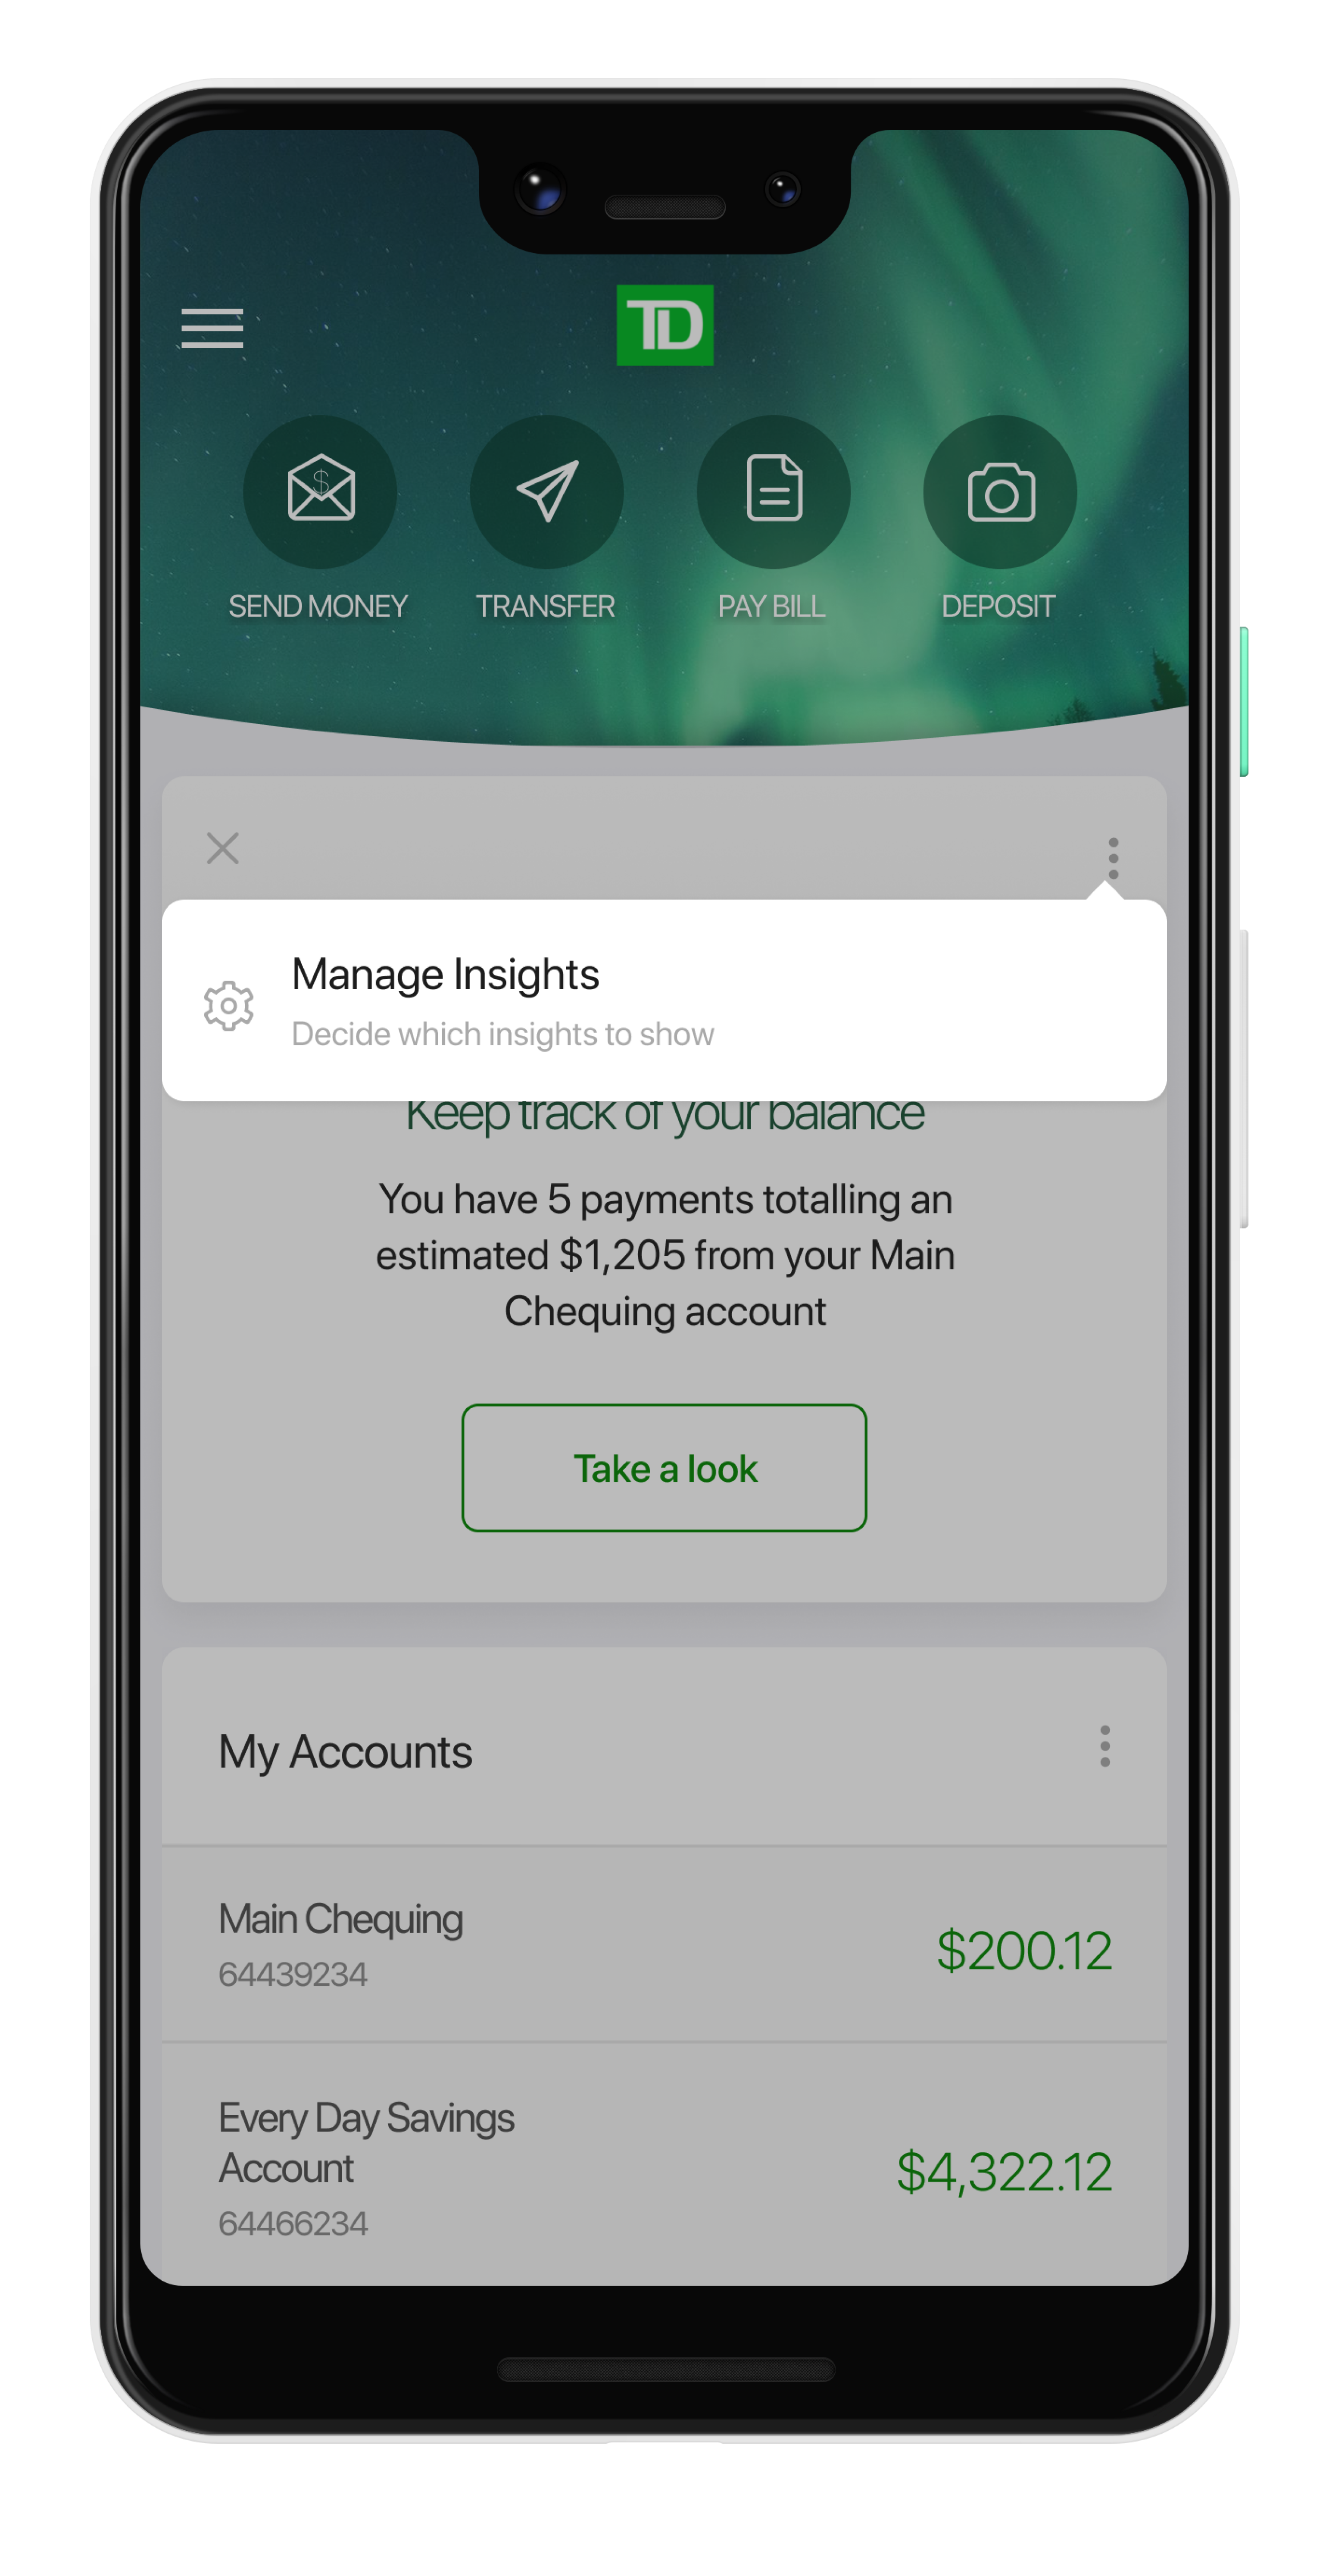 TD
SEND MONEY
TRANSFER
PAY BILL
DEPOSIT
Manage Insights
Decide which insights to show
Keep track of your balance
You have 5 payments totalling an
estimated $1,205 from your Main
Chequing account
Take a look
My Accounts
Main Chequing
64439234
$200.12
Every Day Savings
Account
64466234
$4,322.12